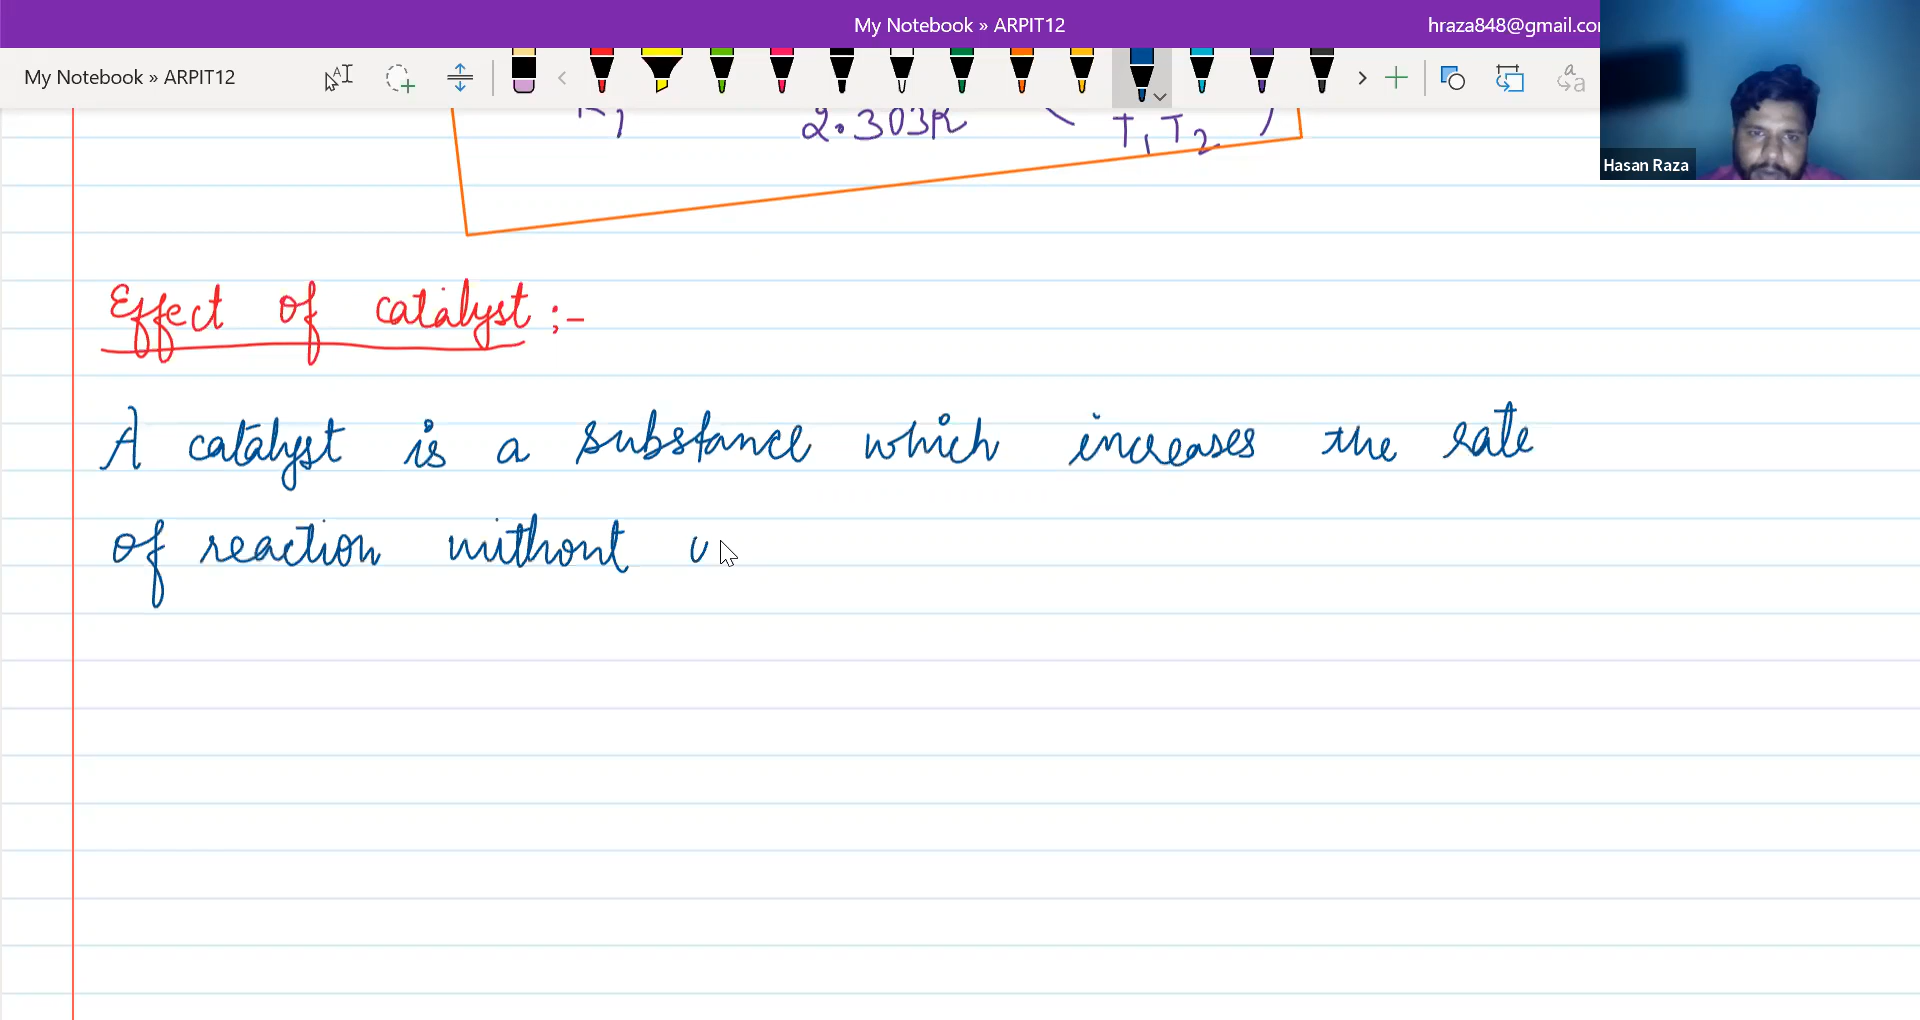 My Notebook » ARPIT12
hraza848@gmail.co
My Notebook » ARPIT12
Hasan Raza
2.303R
T1T2
Effect of catalyst :-
A catalyst is a substance which increases the rate
of reaction without